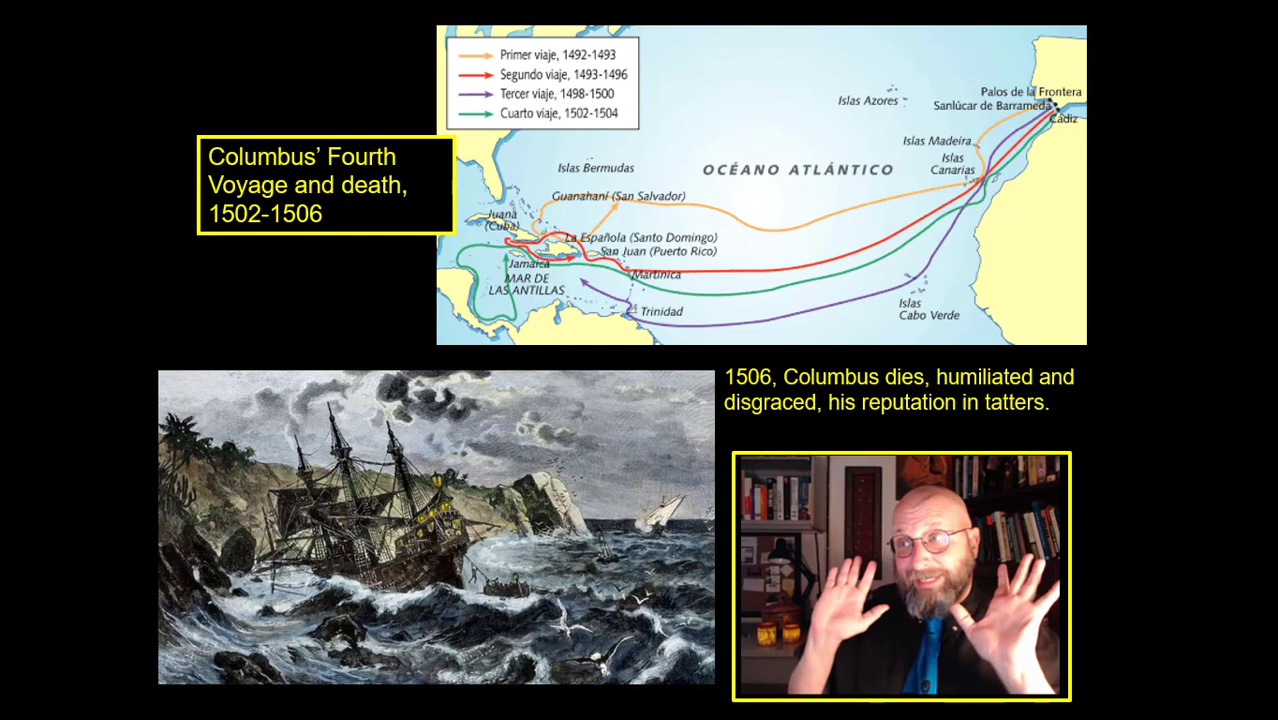 Primer viaje, 1492-1493
Segundo viaje, 1493-1496
Tercer viaje, 1498-1500
Cuarto viaje, 1502-1504
Palos de la Frontera
Islas Azores
Sanlúcar de Barrameda
Cádiz
Islas Madeira
Islas
Canarias
Islas Bermudas
OCÉANO ATLÁNTICO
Guanahaní (San Salvador)
Juana
(Cuba)
La Española (Santo Domingo)
San Juan (Puerto Rico)
Jamaica
Martinica
MAR DE
LAS ANTILLAS
Trinidad
Islas
Cabo Verde
Columbus’ Fourth
Voyage and death,
1502-1506
1506, Columbus dies, humiliated and
disgraced, his reputation in tatters.